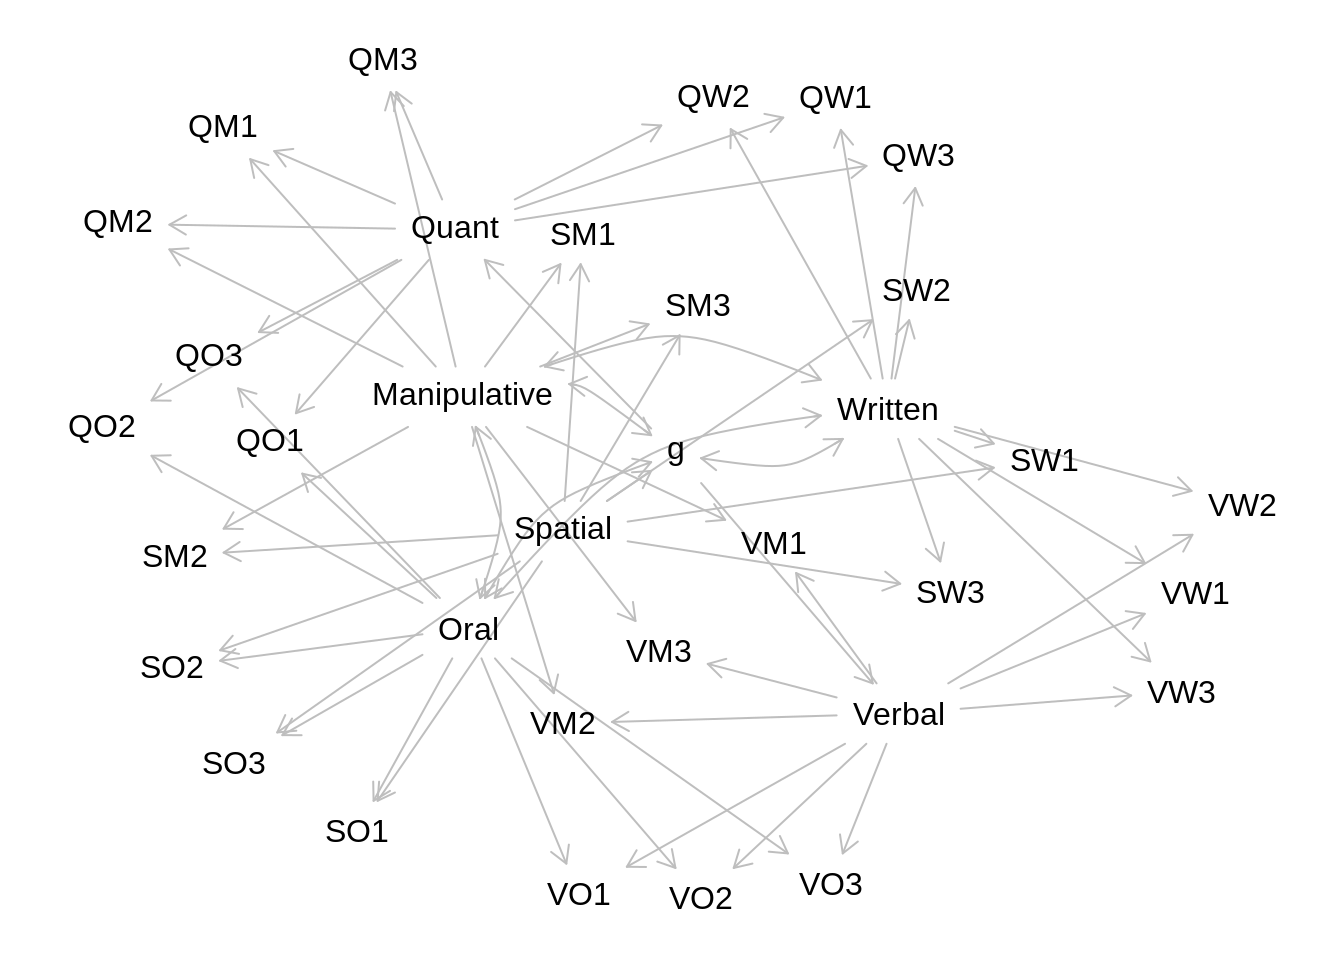 QM3
QW2
QW1
QM1
QW3
QM2
Quant
SM1
SW2
SM3
QO3
Manipulative
Written
QO2
QO1
g
SW1
VW2
Spatial
VM1
SM2
SW3
VW1
Oral
VM3
SO2
VW3
Verbal
VM2
SO3
SO1
VO3
VO1
VO2